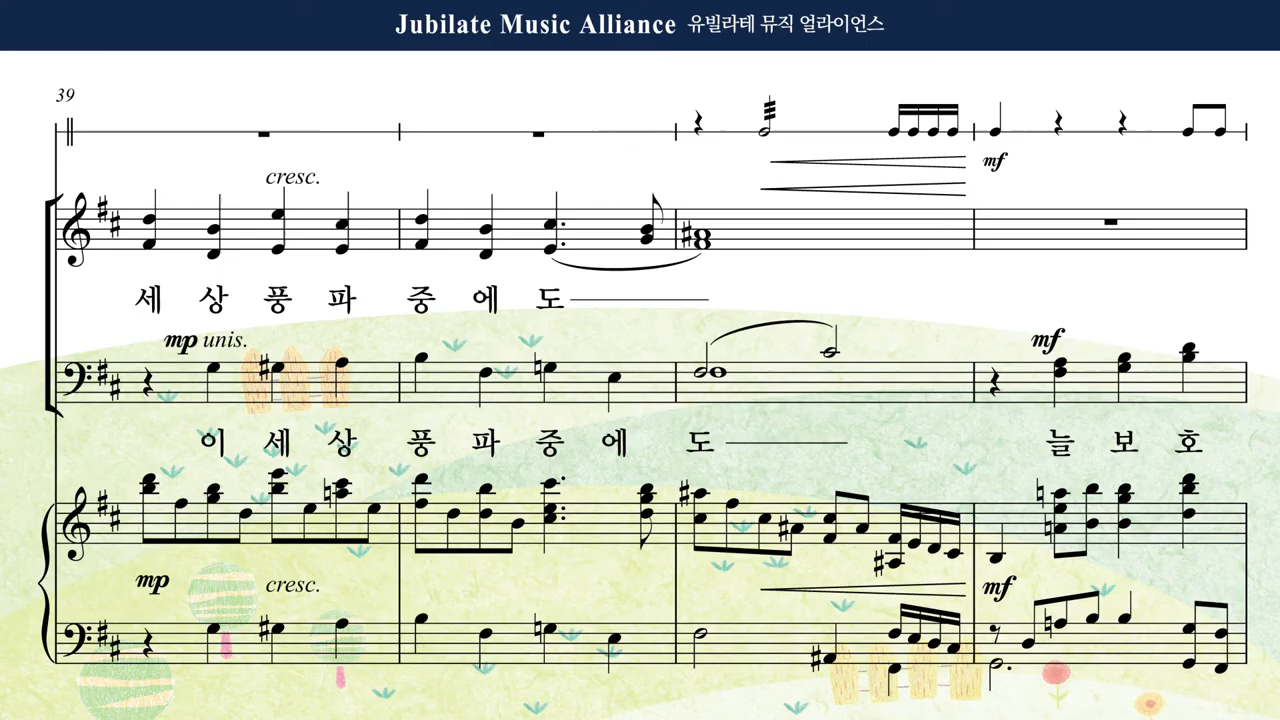 Jubilate Music Alliance 유빌라테 뮤직 얼라이언스
39
mf
cresc.
세 상 풍 파 중 에 도
mp unis. mf
이 세 상 풍 파 중 에 도 늘 보 호
mp cresc. mf